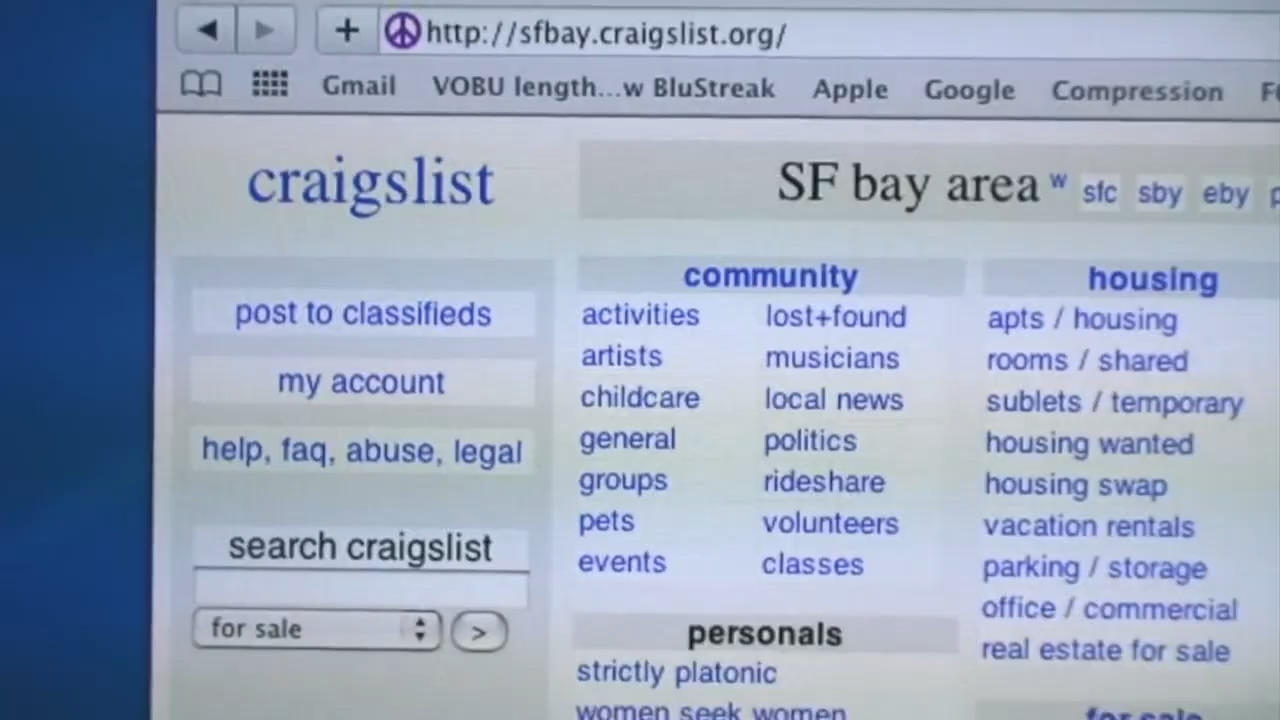 http://sfbay.craigslist.org/
Gmail VOBU length...w BluStreak Apple Google Compression
craigslist
SF bay area w sfc sby eby
post to classifieds
my account
help, faq, abuse, legal
search craigslist
for sale
>
community
activities lost+found
artists musicians
childcare local news
general politics
groups rideshare
pets volunteers
events classes
personals
strictly platonic
women seek women
housing
apts / housing
rooms / shared
sublets / temporary
housing wanted
housing swap
vacation rentals
parking / storage
office / commercial
real estate for sale
for sale